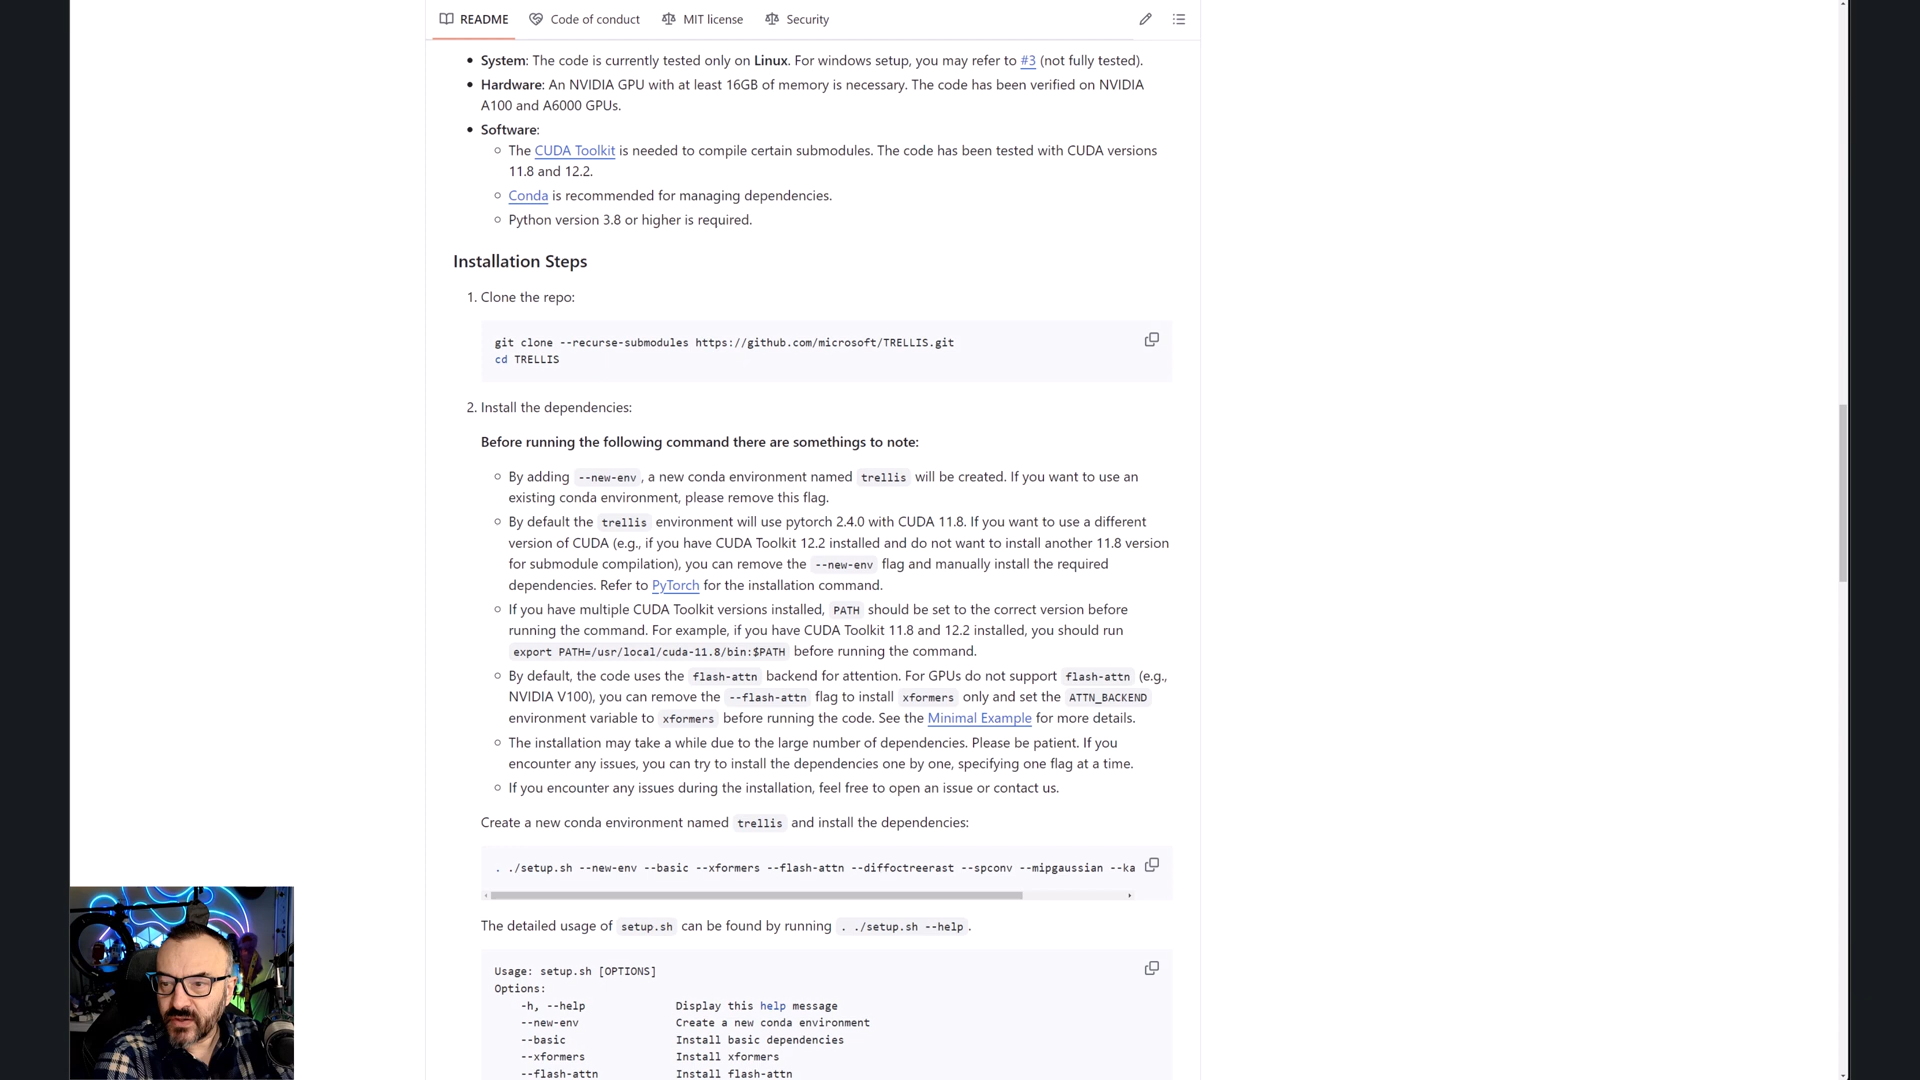 README Code of conduct MIT license Security
System: The code is currently tested only on Linux. For windows setup, you may refer to #3 (not fully tested).
Hardware: An NVIDIA GPU with at least 16GB of memory is necessary. The code has been verified on NVIDIA
A100 and A6000 GPUs.
Software:
The CUDA Toolkit is needed to compile certain submodules. The code has been tested with CUDA versions
11.8 and 12.2.
Conda is recommended for managing dependencies.
Python version 3.8 or higher is required.
Installation Steps
1. Clone the repo:
git clone --recurse-submodules https://github.com/microsoft/TRELLIS.git
cd TRELLIS
2. Install the dependencies:
Before running the following command there are somethings to note:
By adding --new-env, a new conda environment named trellis will be created. If you want to use an
existing conda environment, please remove this flag.
By default the trellis environment will use pytorch 2.4.0 with CUDA 11.8. If you want to use a different
version of CUDA (e.g., if you have CUDA Toolkit 12.2 installed and do not want to install another 11.8 version
for submodule compilation), you can remove the --new-env flag and manually install the required
dependencies. Refer to PyTorch for the installation command.
If you have multiple CUDA Toolkit versions installed, PATH should be set to the correct version before
running the command. For example, if you have CUDA Toolkit 11.8 and 12.2 installed, you should run
export PATH=/usr/local/cuda-11.8/bin:$PATH before running the command.
By default, the code uses the flash-attn backend for attention. For GPUs do not support flash-attn (e.g.,
NVIDIA V100), you can remove the --flash-attn flag to install xformers only and set the ATTN_BACKEND
environment variable to xformers before running the code. See the Minimal Example for more details.
The installation may take a while due to the large number of dependencies. Please be patient. If you
encounter any issues, you can try to install the dependencies one by one, specifying one flag at a time.
If you encounter any issues during the installation, feel free to open an issue or contact us.
Create a new conda environment named trellis and install the dependencies:
. ./setup.sh --new-env --basic --xformers --flash-attn --diffoctreerast --spconv --mipgaussian --ka
The detailed usage of setup.sh can be found by running . ./setup.sh --help.
Usage: setup.sh [OPTIONS]
Options:
-h, --help Display this help message
--new-env Create a new conda environment
--basic Install basic dependencies
--xformers Install xformers
--flash-attn Install flash-attn